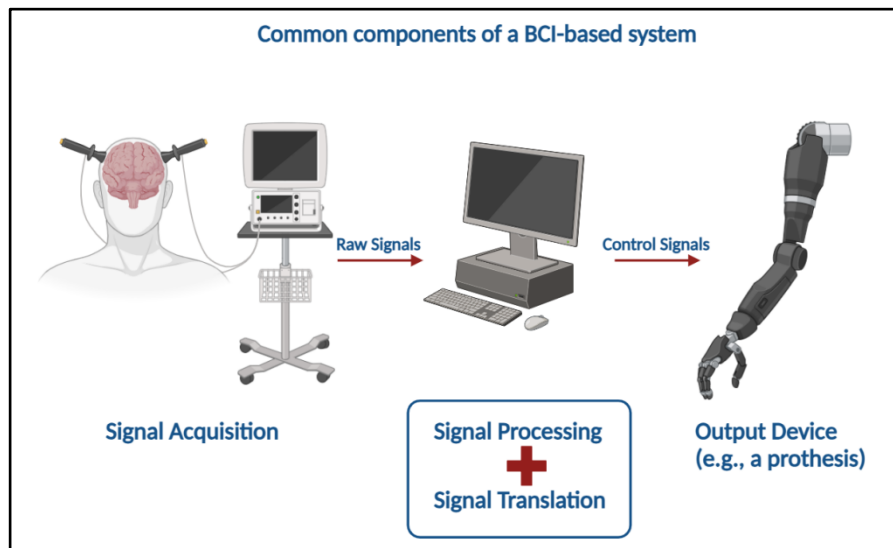 Common components of a BCI-based system
Raw Signals
Control Signals
Signal Acquisition
Signal Processing
Signal Translation
Output Device
(e.g., a prothesis)